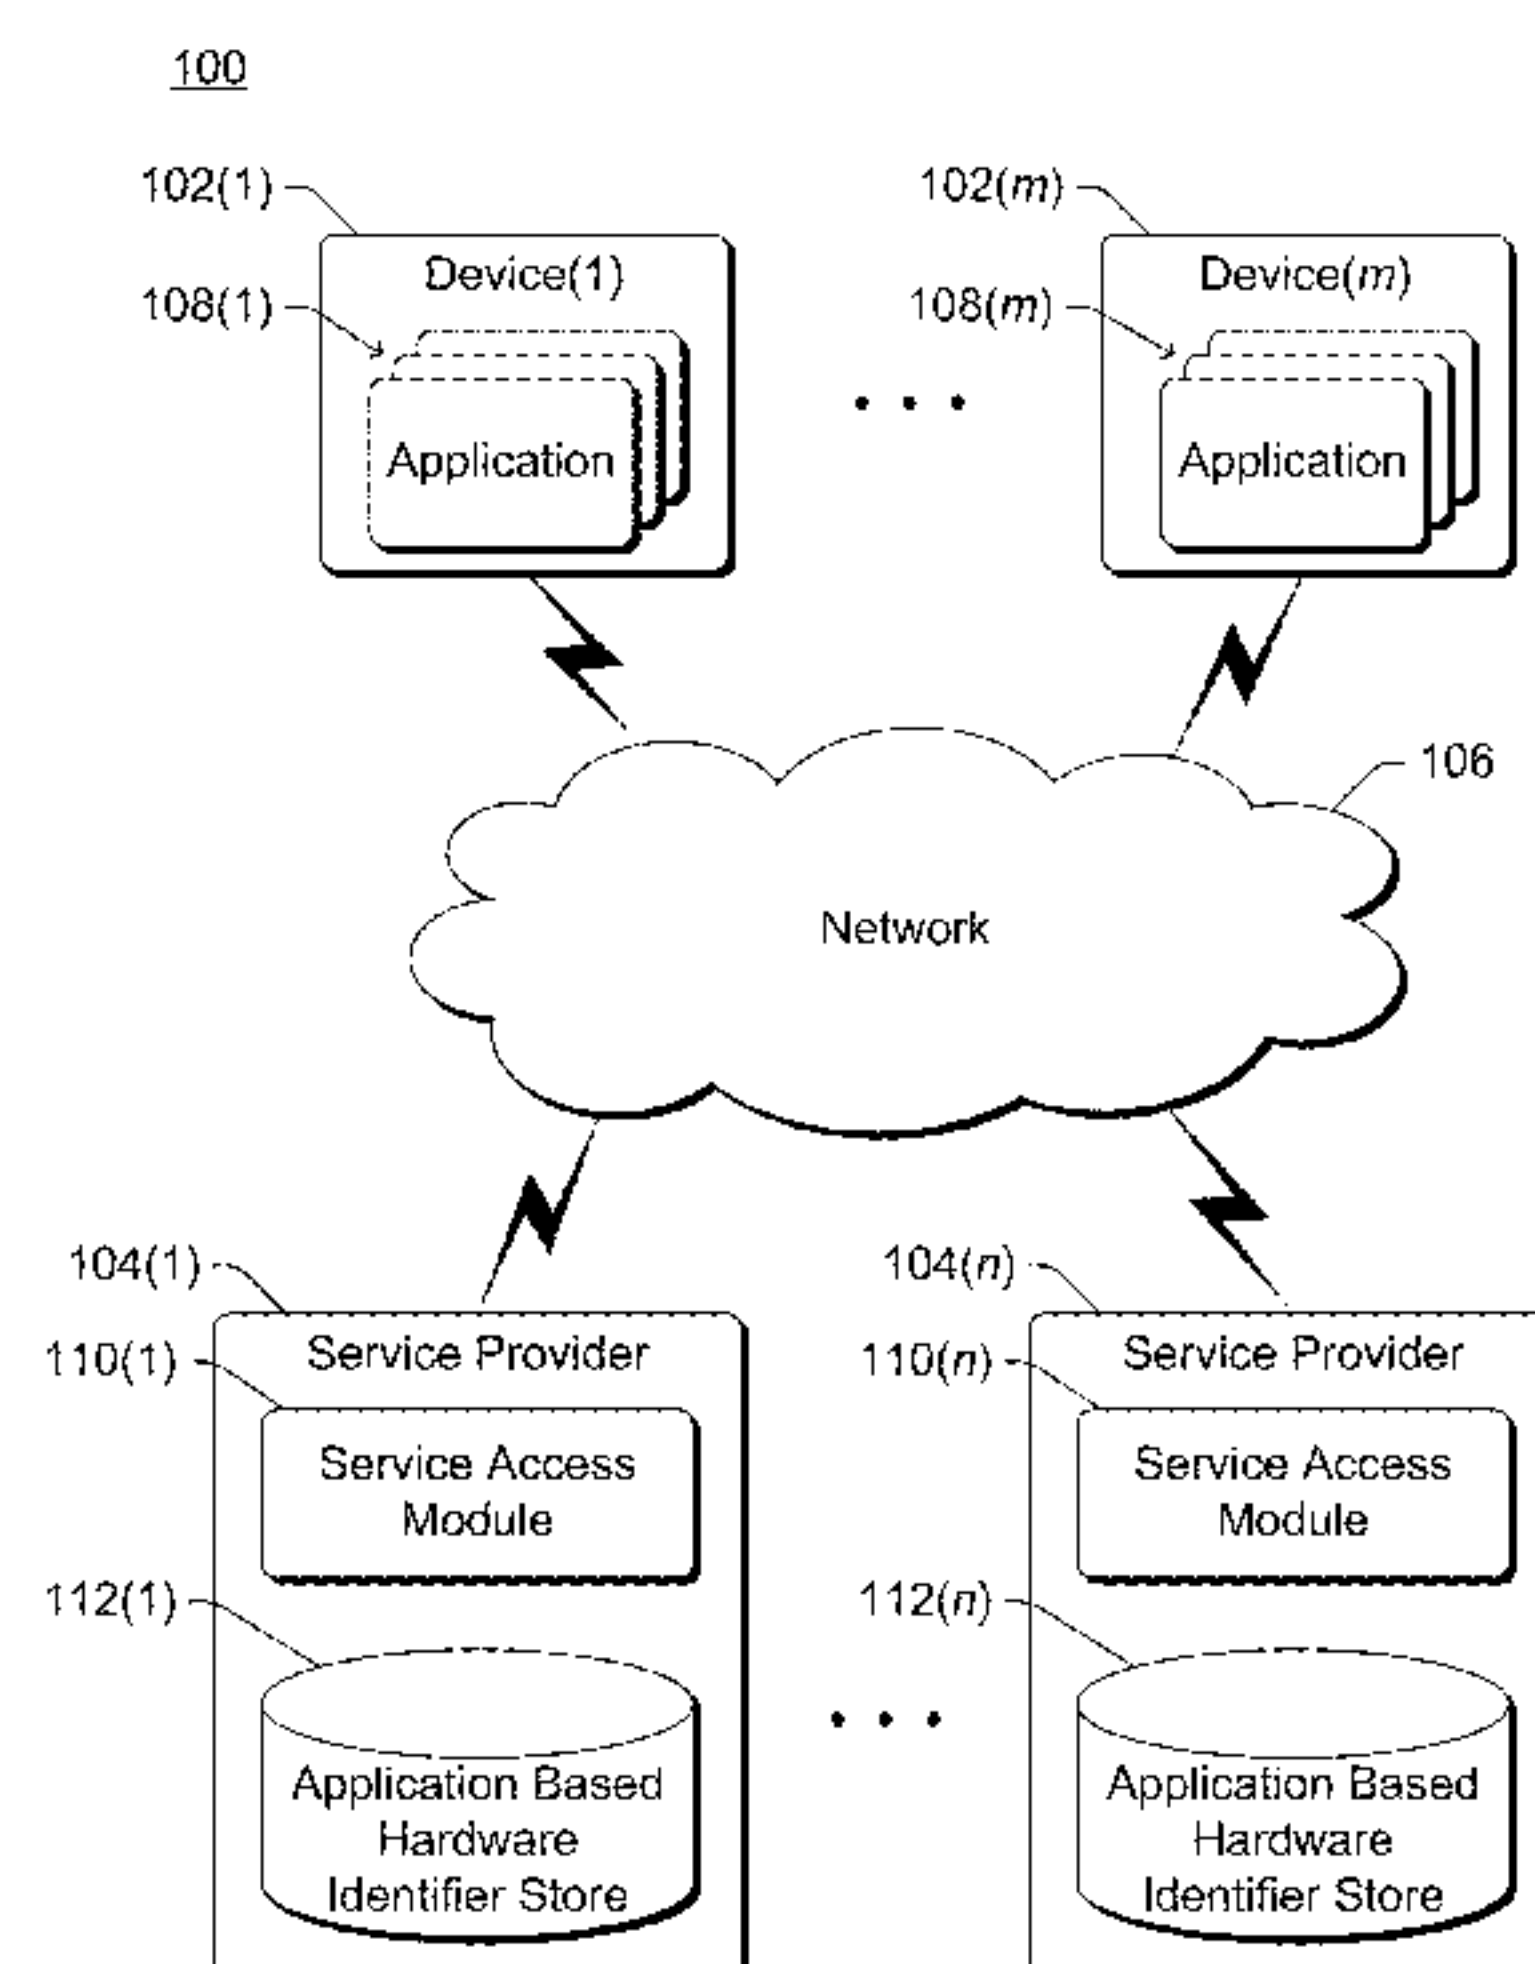 100
102(1)
102(m)
Device(1)
Device(m)
108(1)
108(m)
Application
Application
106
Network
104(1)
104(n)
Service Provider
Service Provider
110(1)
110(n)
Service Access
Module
Service Access
Module
112(1)
112(n)
Application Based
Hardware
Identifier Store
Application Based
Hardware
Identifier Store